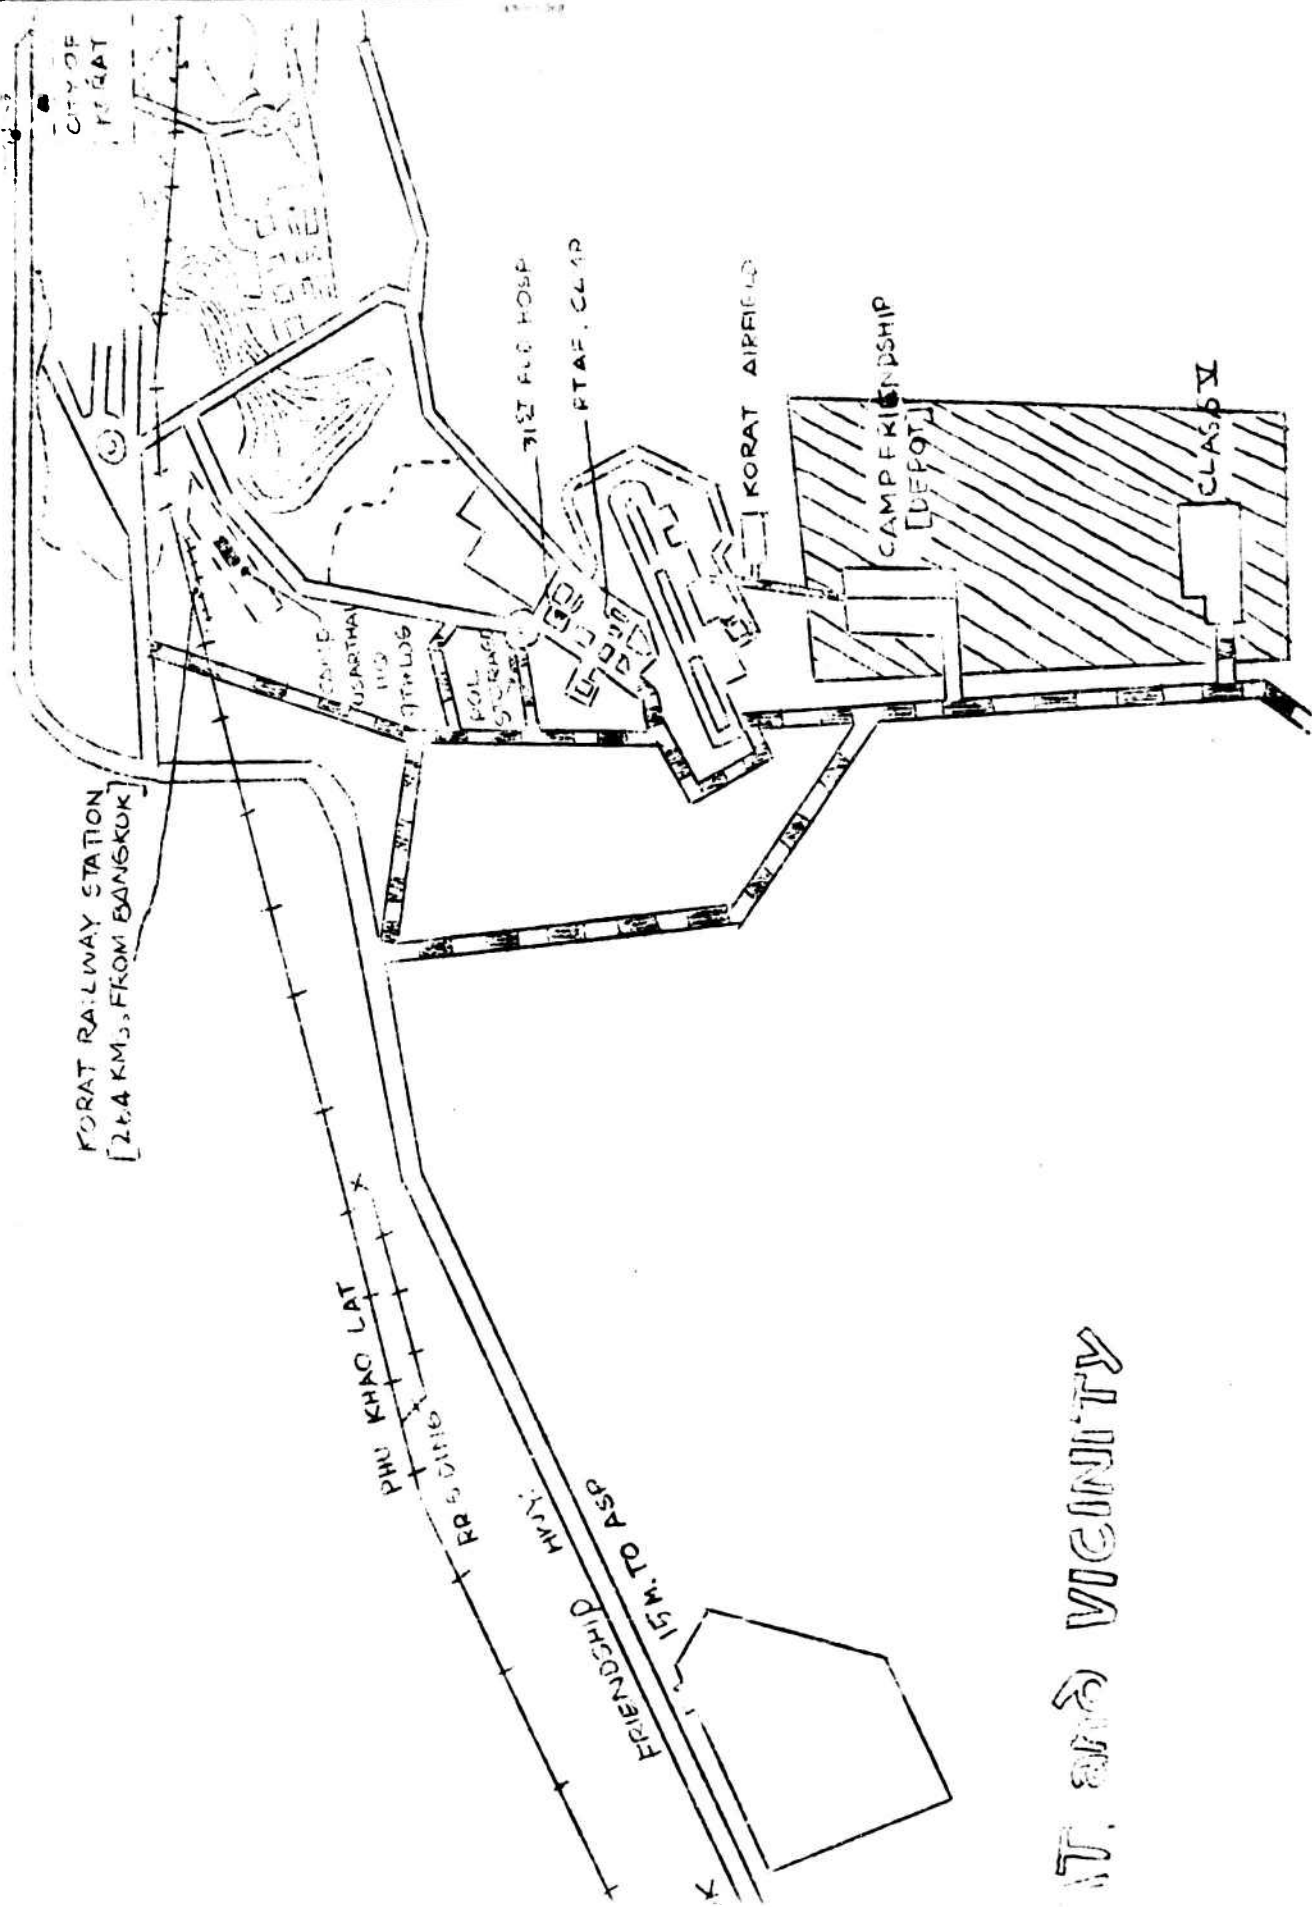 CITY OF
KORAT
KORAT RAILWAY STATION
[264 KMS. FROM BANGKOK]
USARTHAI
HQ
9TH LOG
POL
STORAGE
31ST FLD HOSP
RTAF. CAMP
KORAT AIRFIELD
CAMP FRIENDSHIP
[DEPOT]
CLASS V
PHU KHAO LAT
RR SIDING
FRIENDSHIP HWY.
15 M. TO ASP
K
AT. and VICINITY